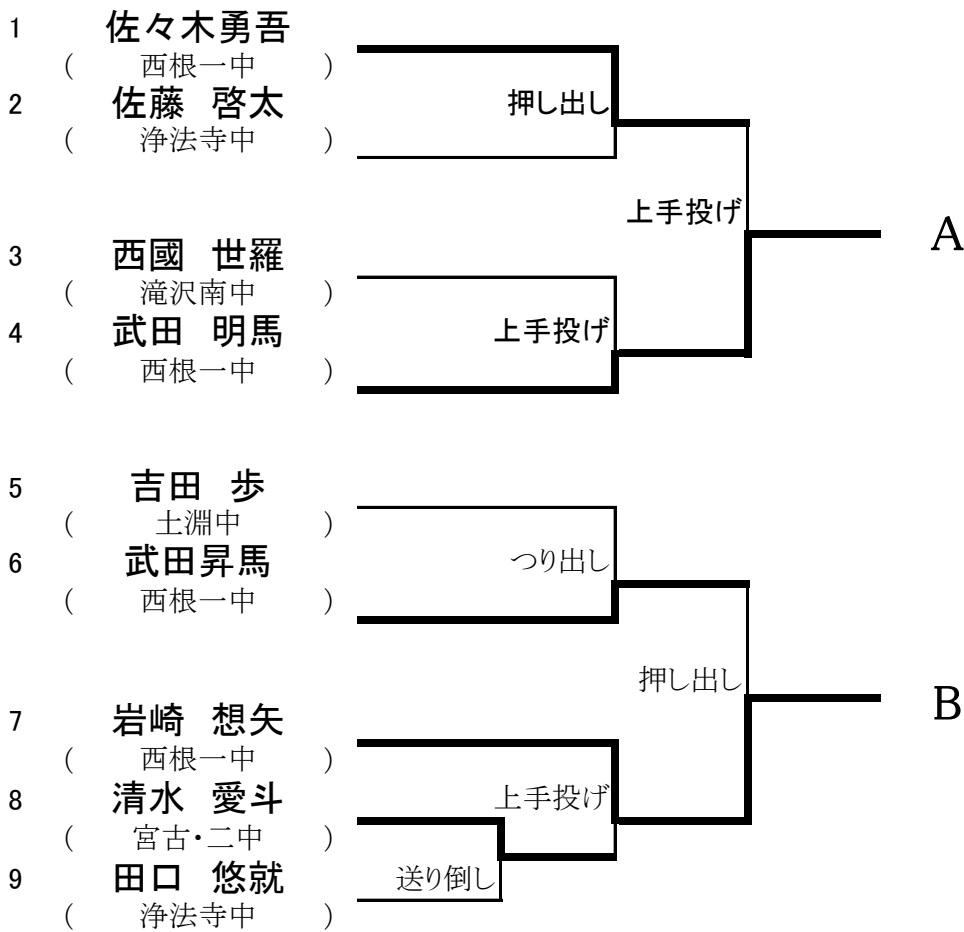 1 佐々木勇吾
( 西根一中 )
2 佐藤 啓太
( 浄法寺中 )
押し出し
上手投げ
A
3 西國 世羅
( 滝沢南中 )
4 武田 明馬
( 西根一中 )
上手投げ
5 吉田 歩
( 土淵中 )
6 武田昇馬
( 西根一中 )
つり出し
押し出し
B
7 岩崎 想矢
( 西根一中 )
8 清水 愛斗
( 宮古・二中 )
上手投げ
9 田口 悠就
( 浄法寺中 )
送り倒し